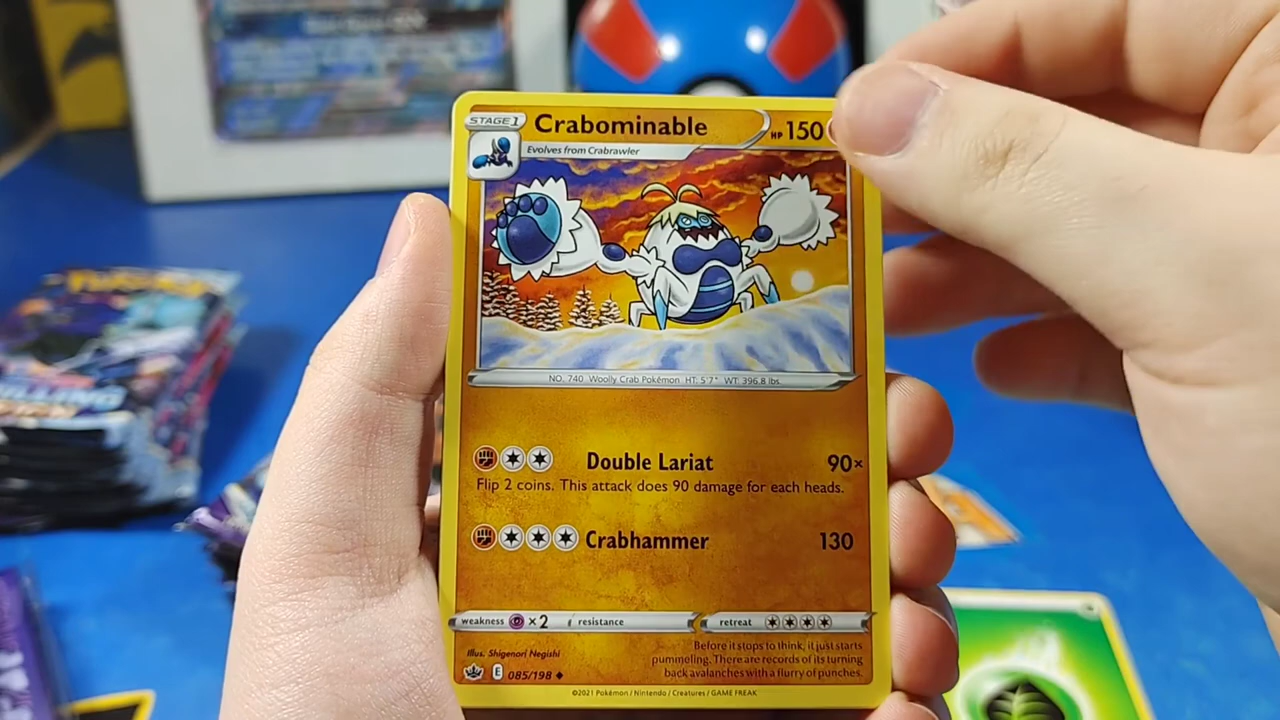 STAGE 1
Crabominable
HP 150
Evolves from Crabrawler
NO. 740 Woolly Crab Pokémon HT: 5'7" WT: 396.8 lbs.
Double Lariat 90×
Flip 2 coins. This attack does 90 damage for each heads.
Crabhammer 130
weakness ×2 resistance retreat
Illus. Shigenori Negishi
Before it stops to think, it just starts
pummeling. There are records of its turning
back avalanches with a flurry of punches.
E 085/198
©2021 Pokémon / Nintendo / Creatures / GAME FREAK